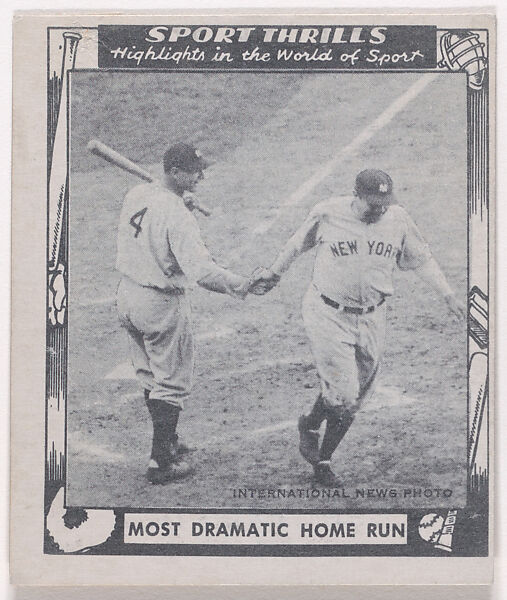 SPORT THRILLS
Highlights in the World of Sport
4
NEW YORK
INTERNATIONAL NEWS PHOTO
MOST DRAMATIC HOME RUN